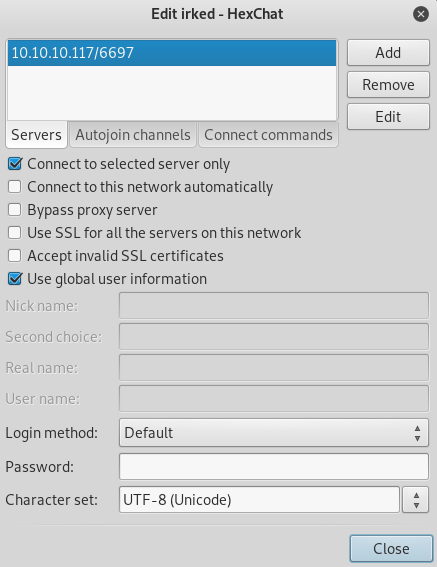 Edit irked - HexChat
10.10.10.117/6697
Add
Remove
Edit
Servers Autojoin channels Connect commands
Connect to selected server only
Connect to this network automatically
Bypass proxy server
Use SSL for all the servers on this network
Accept invalid SSL certificates
Use global user information
Nick name:
Second choice:
Real name:
User name:
Login method: Default
Password:
Character set: UTF-8 (Unicode)
Close